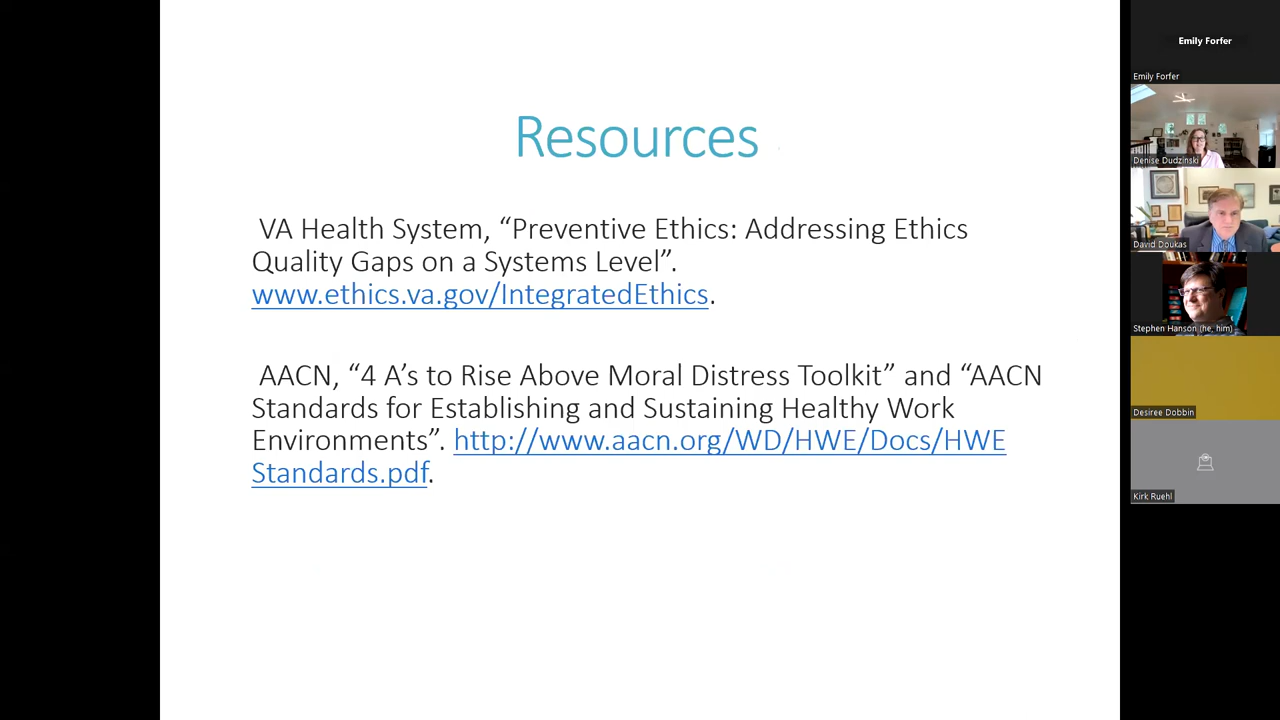 Resources
VA Health System, “Preventive Ethics: Addressing Ethics
Quality Gaps on a Systems Level”.
www.ethics.va.gov/IntegratedEthics.
AACN, “4 A’s to Rise Above Moral Distress Toolkit” and “AACN
Standards for Establishing and Sustaining Healthy Work
Environments”. http://www.aacn.org/WD/HWE/Docs/HWE
Standards.pdf.
Emily Forfer
Emily Forfer
Denise Dudzinski
David Doukas
Stephen Hanson (he, him)
Desiree Dobbin
Kirk Ruehl